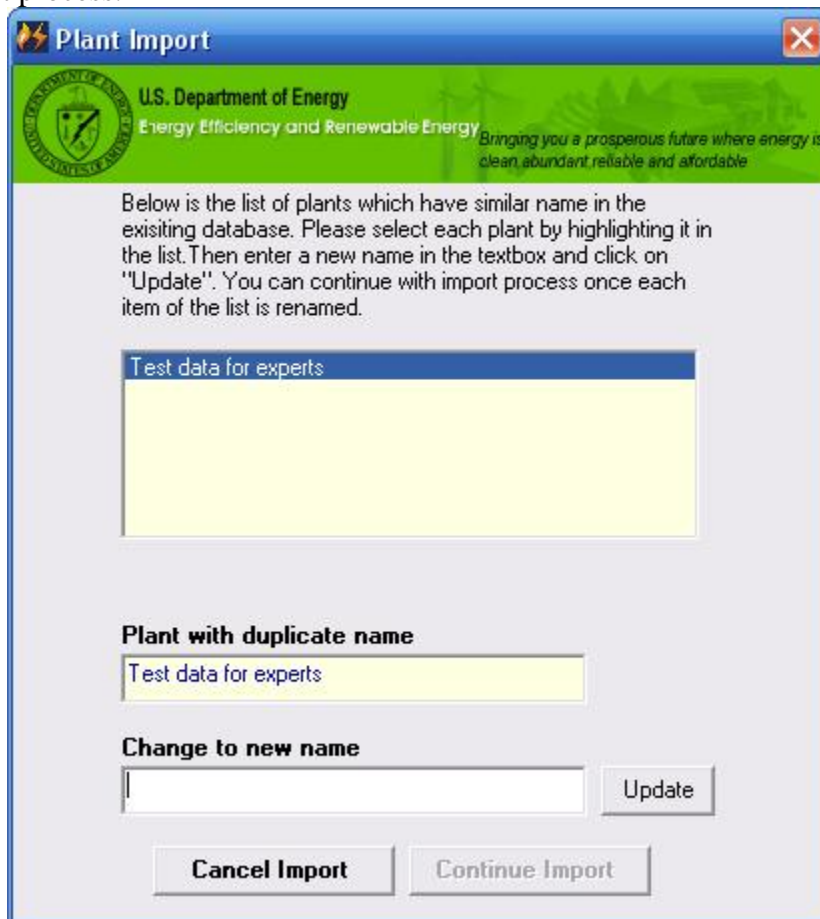 process.
Plant Import
U.S. Department of Energy
Energy Efficiency and Renewable Energy
Bringing you a prosperous future where energy is
clean, abundant, reliable and affordable
Below is the list of plants which have similar name in the
exisiting database. Please select each plant by highlighting it in
the list.Then enter a new name in the textbox and click on
"Update". You can continue with import process once each
item of the list is renamed.
Test data for experts
Plant with duplicate name
Test data for experts
Change to new name
Update
Cancel Import
Continue Import